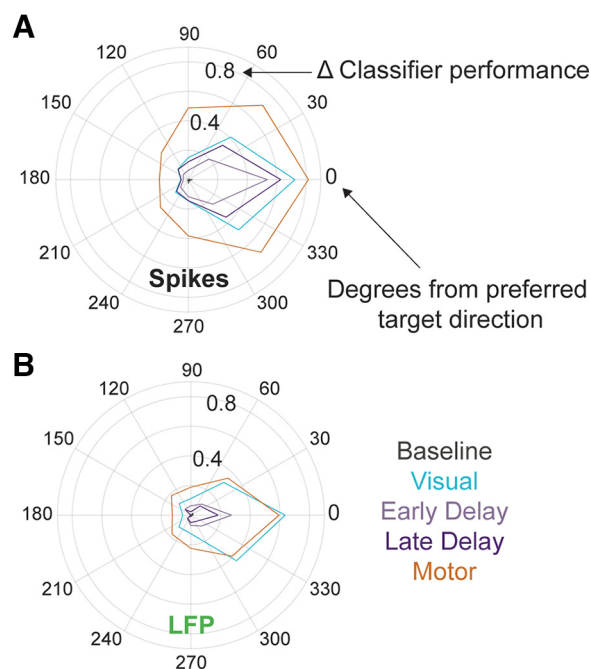 A
90
120
60
0.8
Δ Classifier performance
150
30
0.4
180
0
210
330
Degrees from preferred
target direction
Spikes
240
300
270
B
90
120
60
0.8
150
30
0.4
Baseline
Visual
180
0
Early Delay
Late Delay
Motor
210
330
LFP
240
300
270